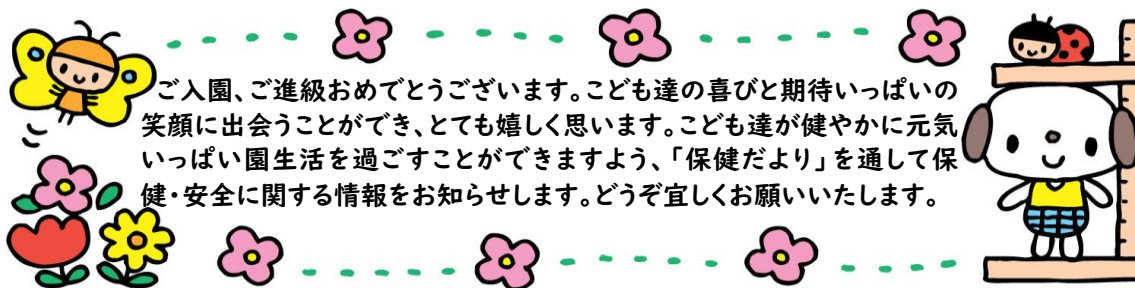 ご入園、ご進級おめでとうございます。こども達の喜びと期待いっぱいの
笑顔に出会うことができ、とても嬉しく思います。こども達が健やかに元気
いっぱい園生活を過ごすことができますよう、「保健だより」を通して保
健・安全に関する情報をお知らせします。どうぞ宜しくお願いいたします。